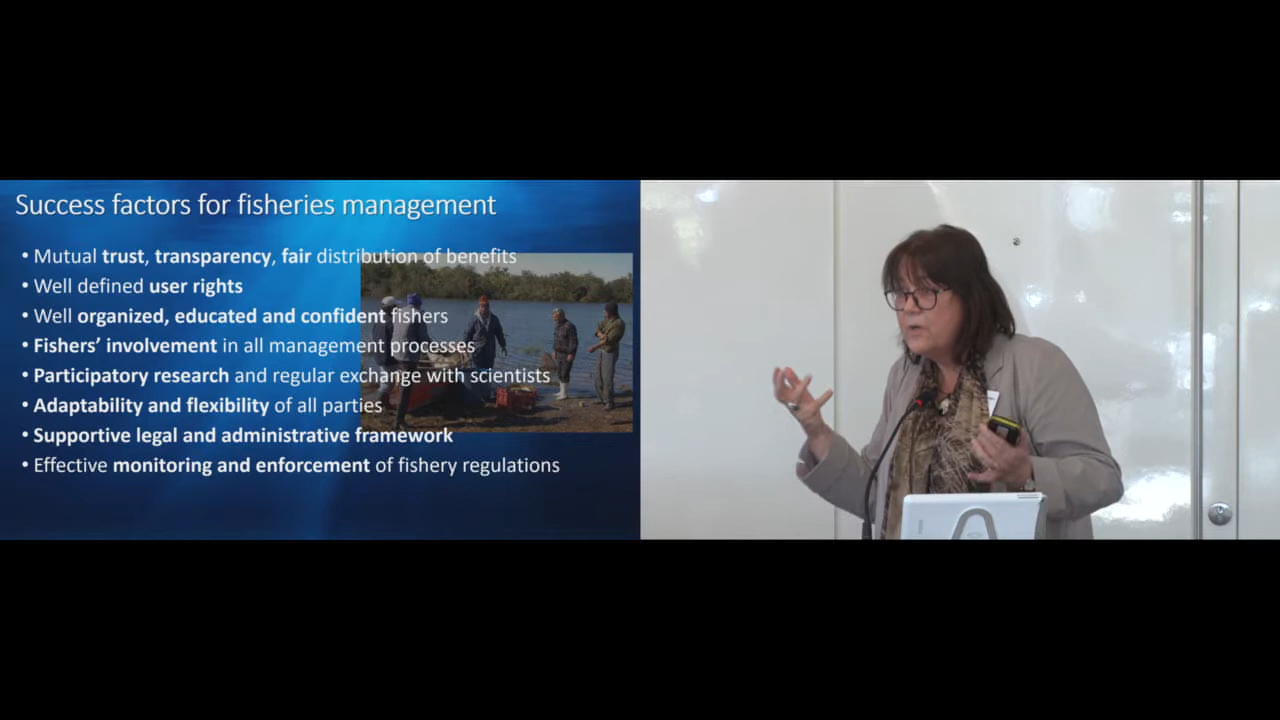 Success factors for fisheries management
• Mutual trust, transparency, fair distribution of benefits
• Well defined user rights
• Well organized, educated and confident fishers
• Fishers’ involvement in all management processes
• Participatory research and regular exchange with scientists
• Adaptability and flexibility of all parties
• Supportive legal and administrative framework
• Effective monitoring and enforcement of fishery regulations